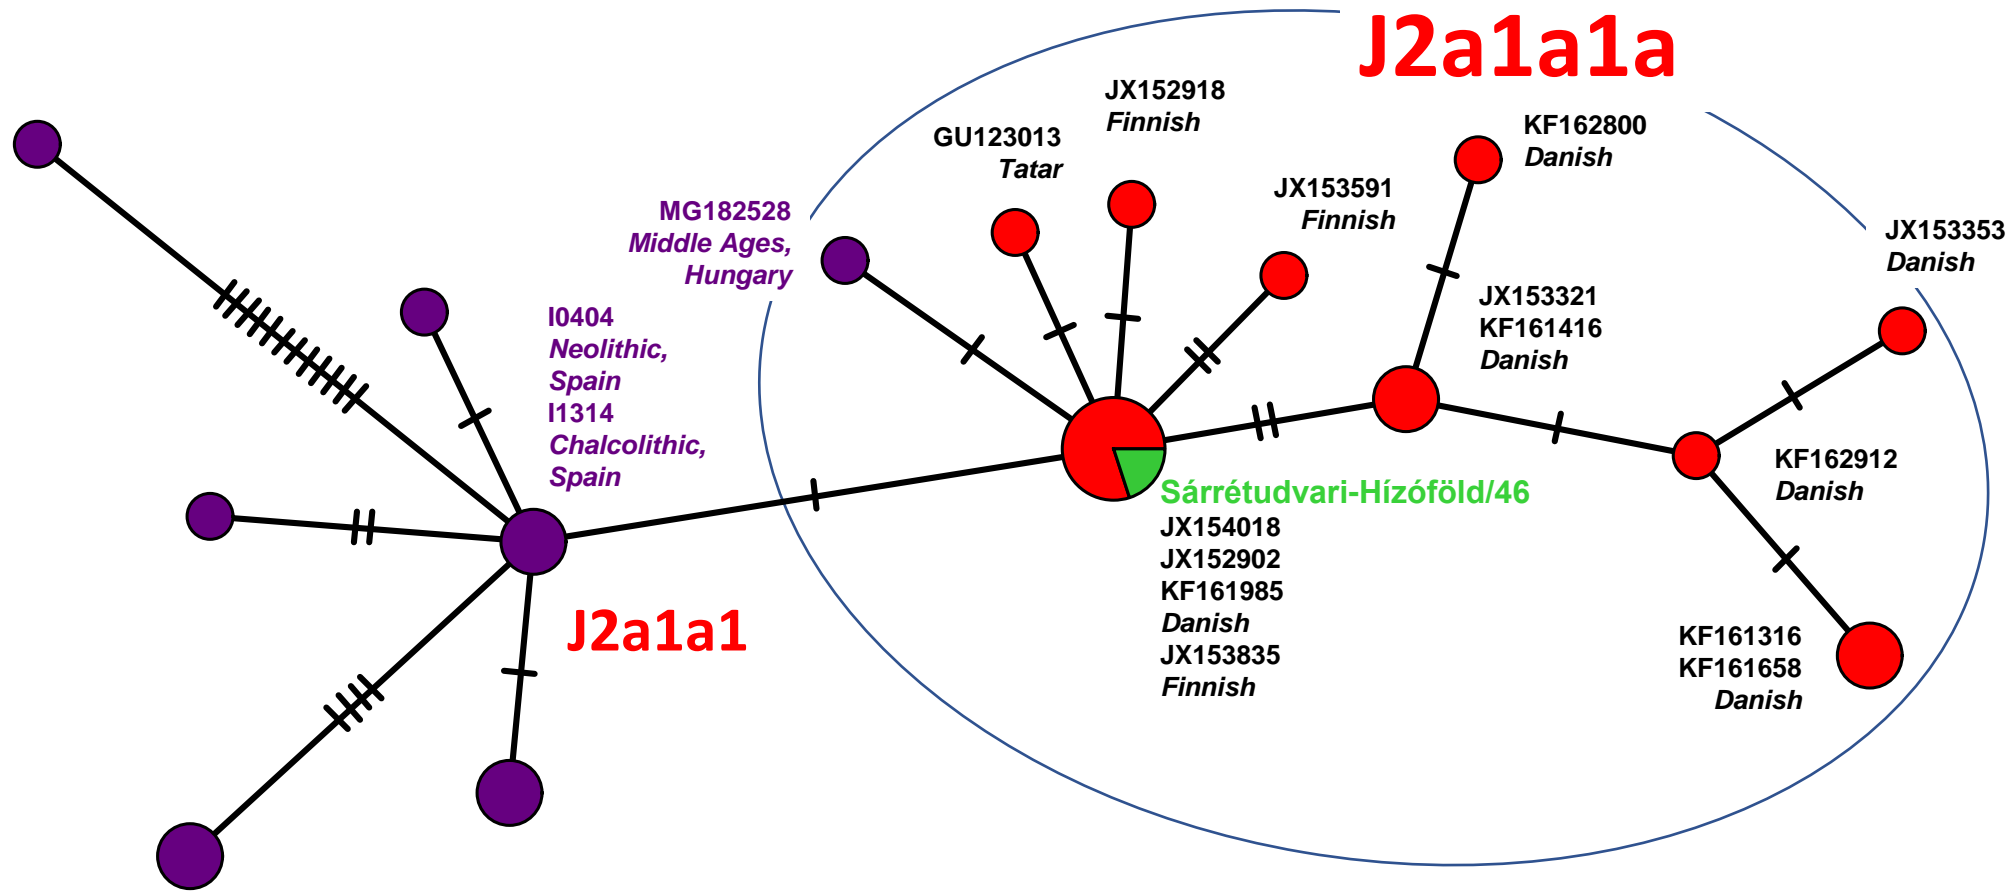 J2a1a1a
JX152918
Finnish
GU123013
Tatar
KF162800
Danish
JX153591
Finnish
MG182528
Middle Ages,
Hungary
JX153353
Danish
I0404
Neolithic,
Spain
I1314
Chalcolithic,
Spain
JX153321
KF161416
Danish
KF162912
Danish
Sárrétudvari-Hízóföld/46
JX154018
JX152902
KF161985
Danish
JX153835
Finnish
J2a1a1
KF161316
KF161658
Danish